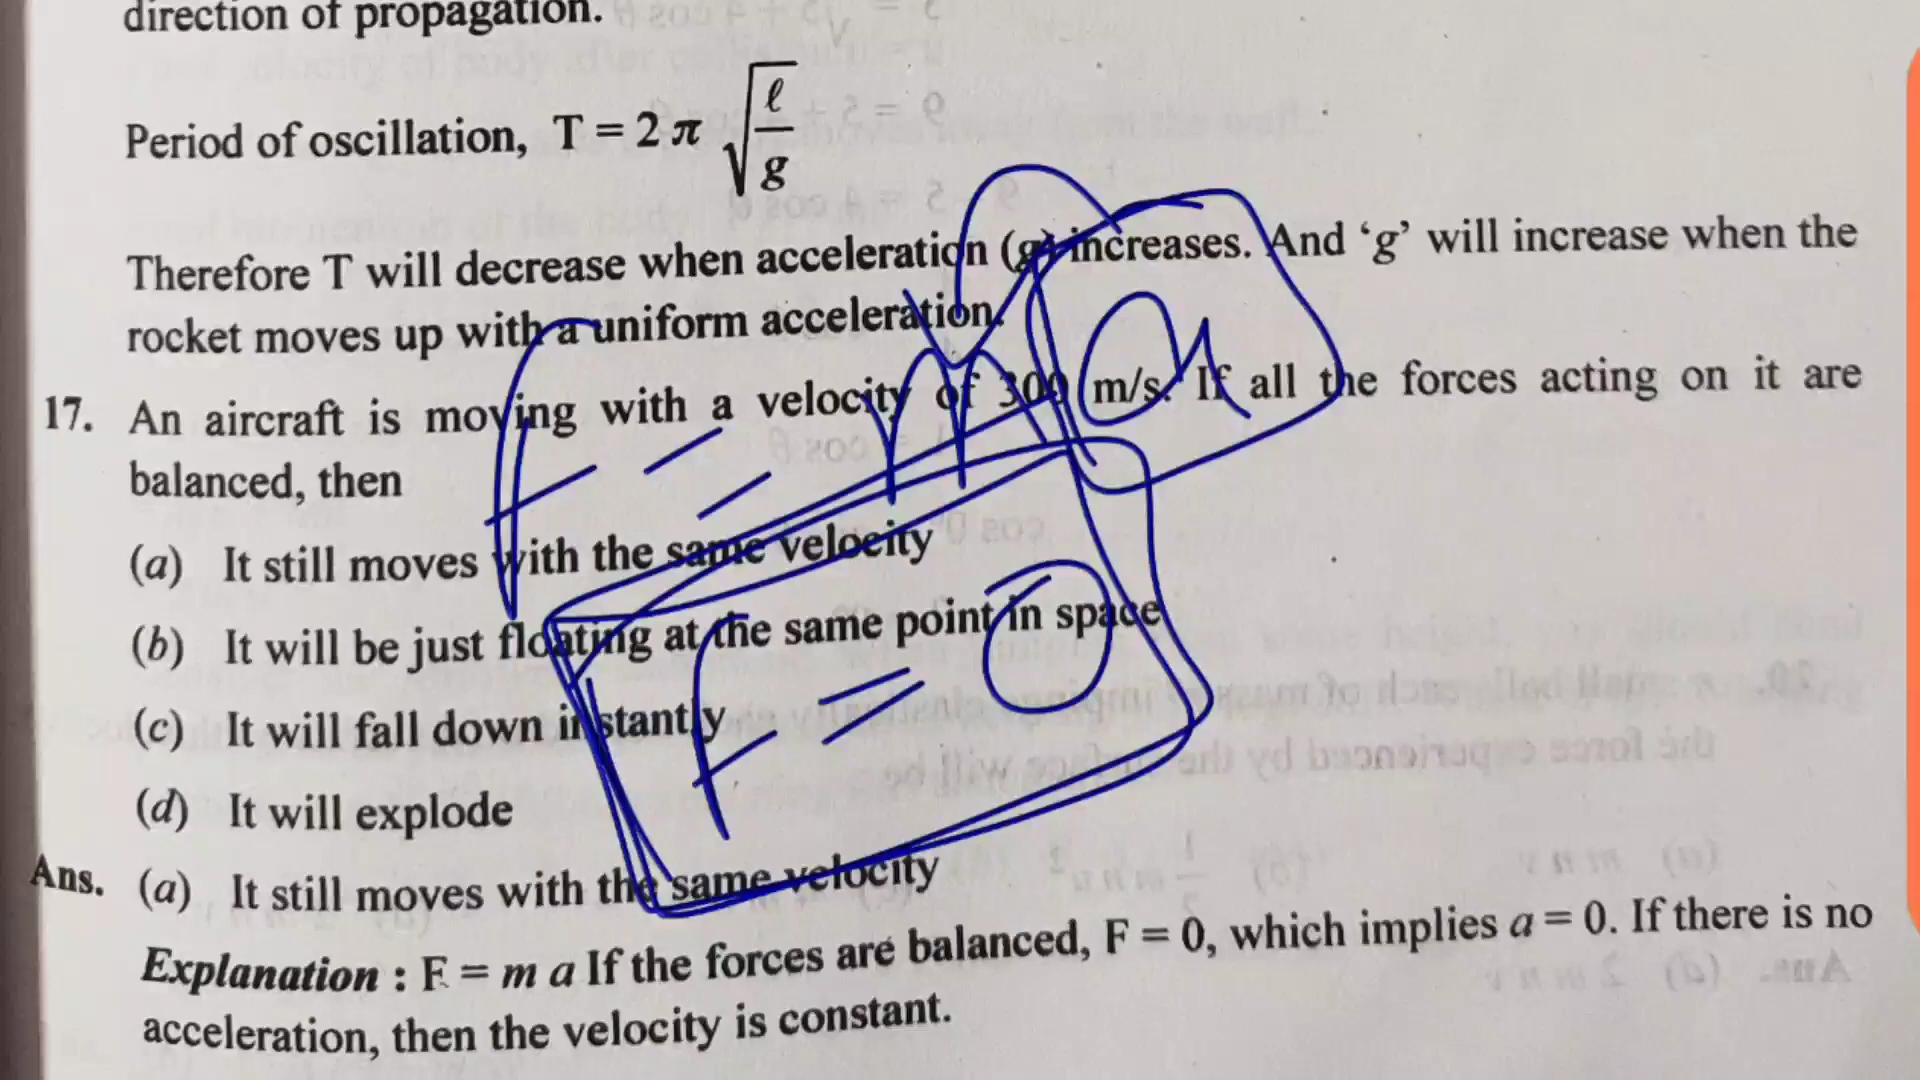 direction of propagation.
Period of oscillation, T = 2 π √(ℓ/g)
Therefore T will decrease when acceleration (g) increases. And ‘g’ will increase when the
rocket moves up with a uniform acceleration.
17. An aircraft is moving with a velocity of 300 m/s. If all the forces acting on it are
balanced, then
(a) It still moves with the same velocity
(b) It will be just floating at the same point in space
(c) It will fall down instantly
(d) It will explode
Ans. (a) It still moves with the same velocity
Explanation : F = m a If the forces are balanced, F = 0, which implies a = 0. If there is no
acceleration, then the velocity is constant.
F = m a
F = 0